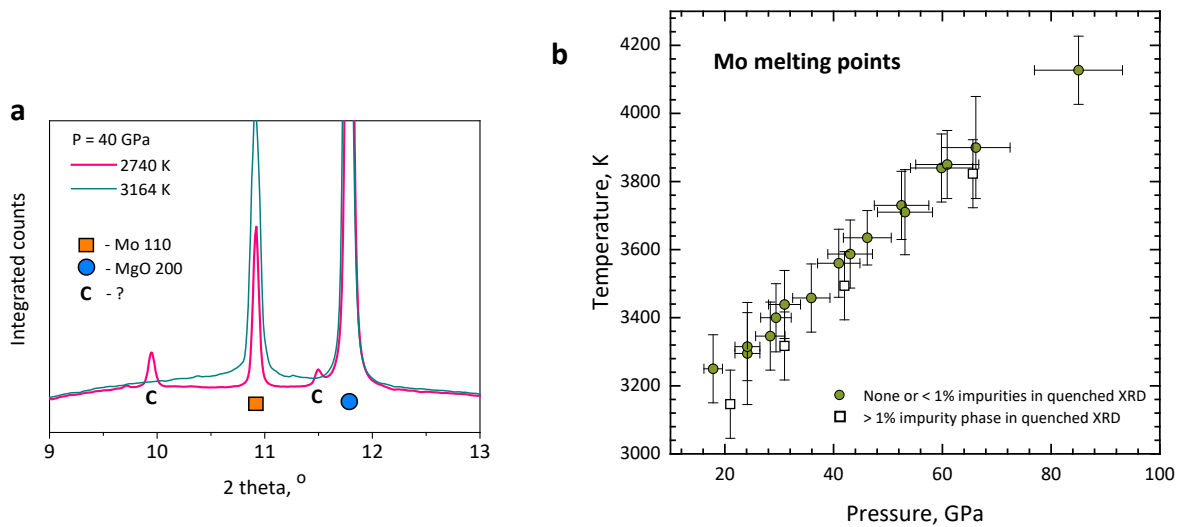 a
P = 40 GPa
2740 K
3164 K
- Mo 110
- MgO 200
C - ?
C
C
9 10 11 12 13
2 theta, °
Integrated counts
b
Mo melting points
4200
4000
3800
3600
3400
3200
3000
Temperature, K
None or < 1% impurities in quenched XRD
> 1% impurity phase in quenched XRD
20 40 60 80 100
Pressure, GPa